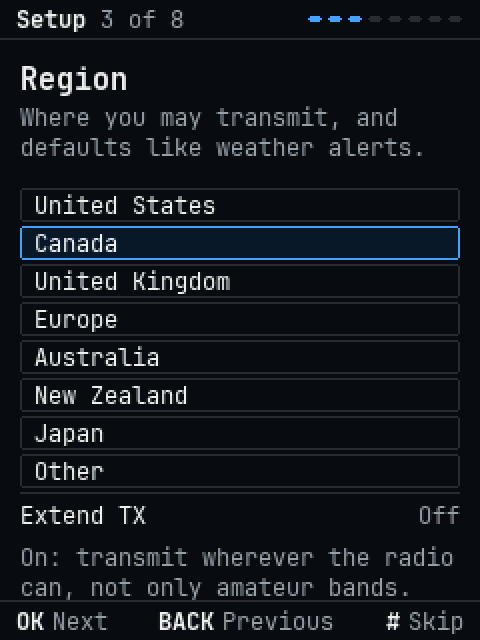 Setup 3 of 8
Region
Where you may transmit, and
defaults like weather alerts.
United States
Canada
United Kingdom
Europe
Australia
New Zealand
Japan
Other
Extend TX Off
On: transmit wherever the radio
can, not only amateur bands.
OK Next BACK Previous # Skip